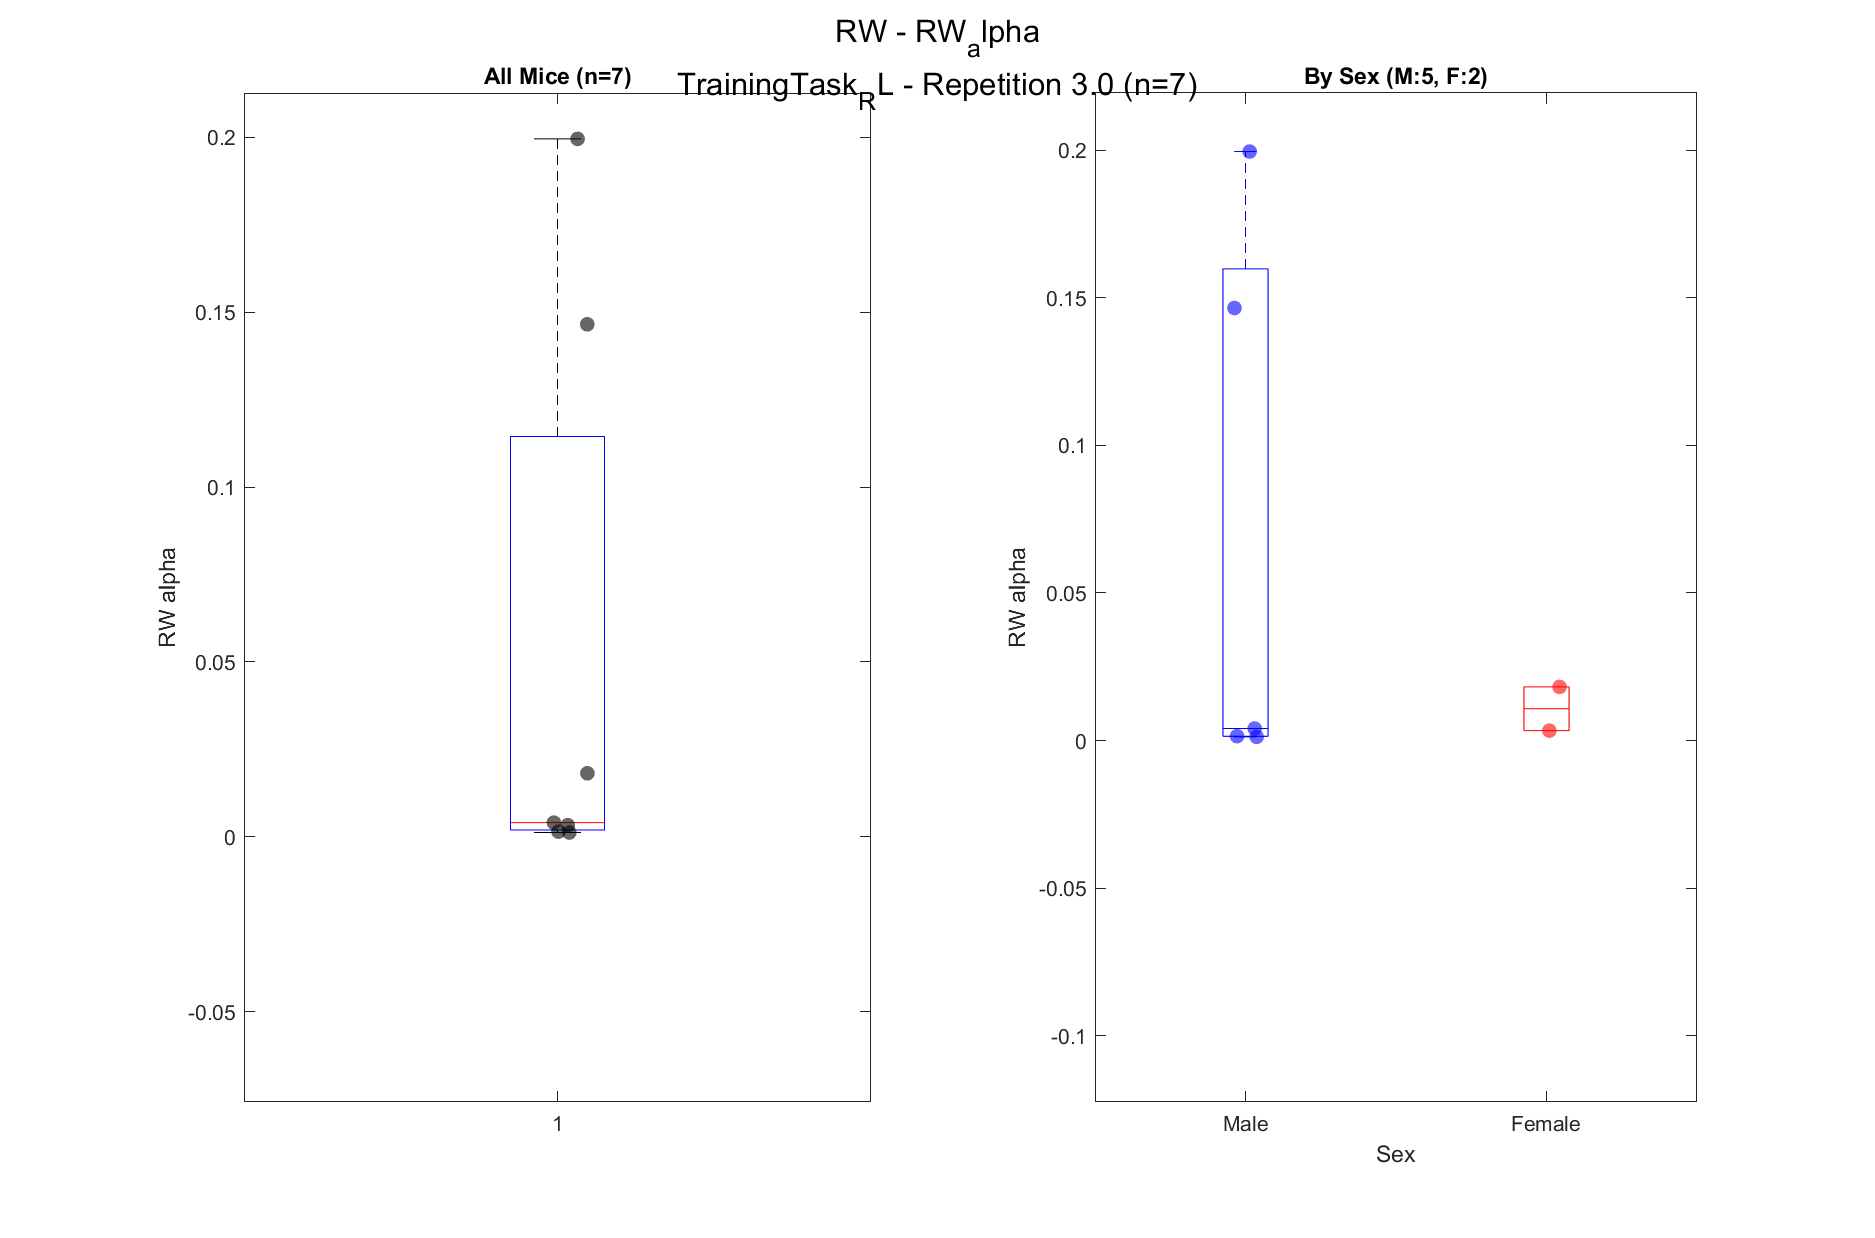 RW - RW_alpha
TrainingTask_RL - Repetition 3.0 (n=7)
All Mice (n=7)
0.2
0.15
0.1
0.05
0
-0.05
RW alpha
1
By Sex (M:5, F:2)
0.2
0.15
0.1
0.05
0
-0.05
-0.1
RW alpha
Male Female
Sex